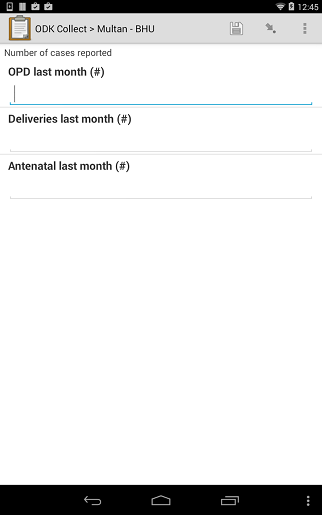 12:45
ODK Collect > Multan - BHU
Number of cases reported
OPD last month (#)
Deliveries last month (#)
Antenatal last month (#)